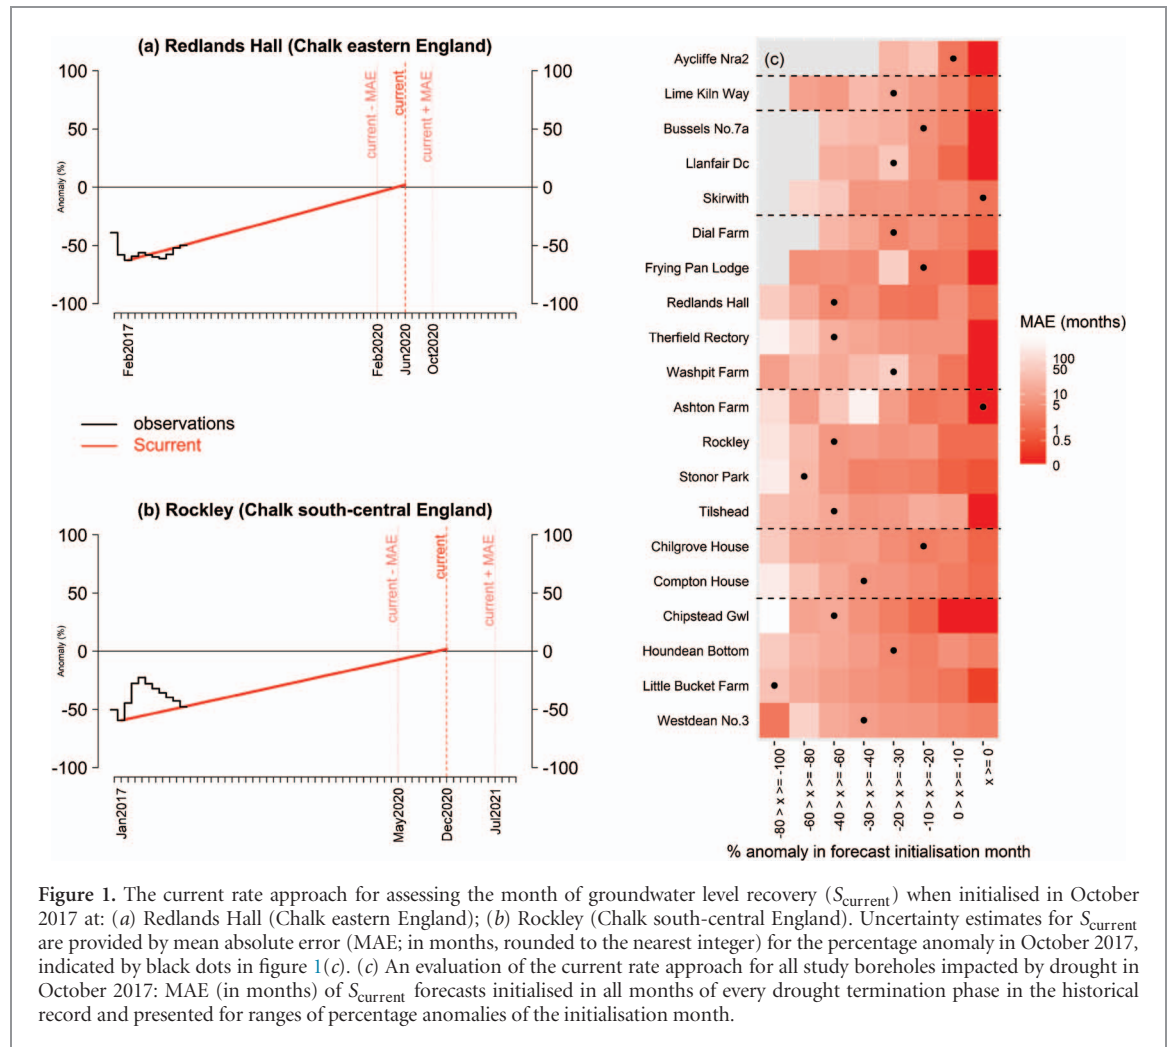 (a) Redlands Hall (Chalk eastern England)
100
50
0
-50
-100
Anomaly (%)
current - MAE
current
current + MAE
100
50
0
-50
-100
Feb2017
Feb2020
Jun2020
Oct2020
observations
Scurrent
(b) Rockley (Chalk south-central England)
100
50
0
-50
-100
Anomaly (%)
current - MAE
current
current + MAE
100
50
0
-50
-100
Jan2017
May2020
Dec2020
Jul2021
(c)
Aycliffe Nra2
Lime Kiln Way
Bussels No.7a
Llanfair Dc
Skirwith
Dial Farm
Frying Pan Lodge
Redlands Hall
Therfield Rectory
Washpit Farm
Ashton Farm
Rockley
Stonor Park
Tilshead
Chilgrove House
Compton House
Chipstead Gwl
Houndean Bottom
Little Bucket Farm
Westdean No.3
-80 > x >= -100
-60 > x >= -80
-40 > x >= -60
-30 > x >= -40
-20 > x >= -30
-10 > x >= -20
0 > x >= -10
x >= 0
% anomaly in forecast initialisation month
MAE (months)
100
50
10
5
1
0.5
0
Figure 1. The current rate approach for assessing the month of groundwater level recovery (Scurrent) when initialised in October
2017 at: (a) Redlands Hall (Chalk eastern England); (b) Rockley (Chalk south-central England). Uncertainty estimates for Scurrent
are provided by mean absolute error (MAE; in months, rounded to the nearest integer) for the percentage anomaly in October 2017,
indicated by black dots in figure 1(c). (c) An evaluation of the current rate approach for all study boreholes impacted by drought in
October 2017: MAE (in months) of Scurrent forecasts initialised in all months of every drought termination phase in the historical
record and presented for ranges of percentage anomalies of the initialisation month.